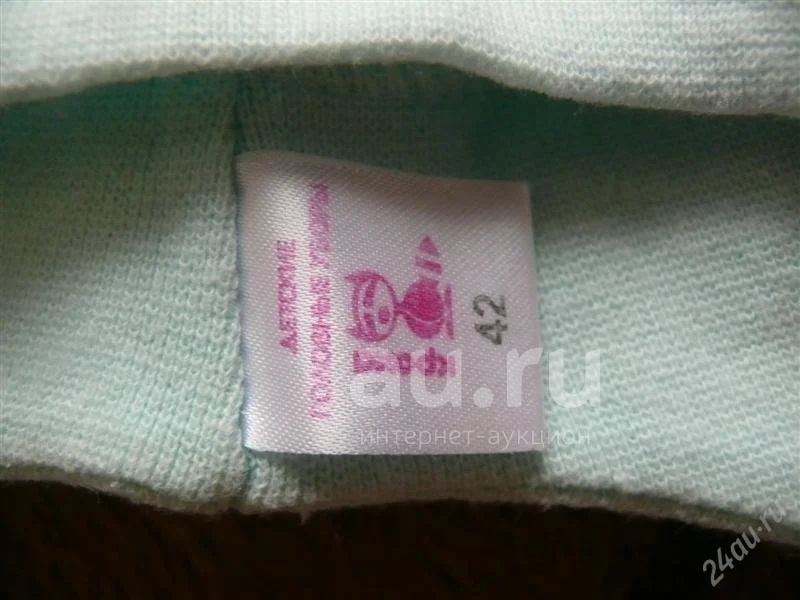 ДЕТСКИЕ
ГОЛОВНЫЕ УБОРЫ
42
au.ru
интернет-аукцион
24au.ru